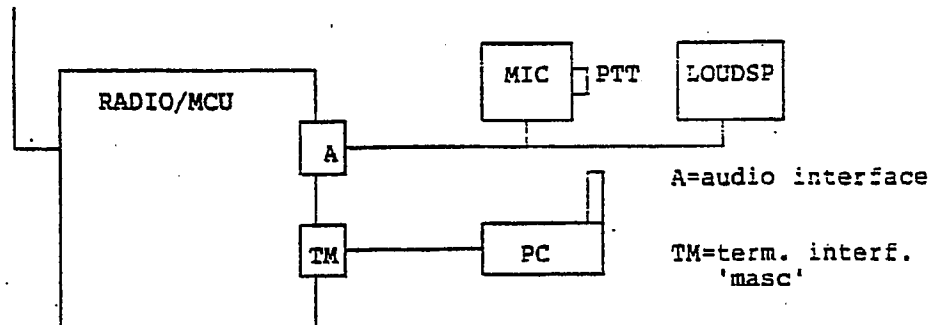 MIC
PTT
LOUDSP
RADIO/MCU
A
A=audio interface
TM
PC
TM=term. interf.
'masc'